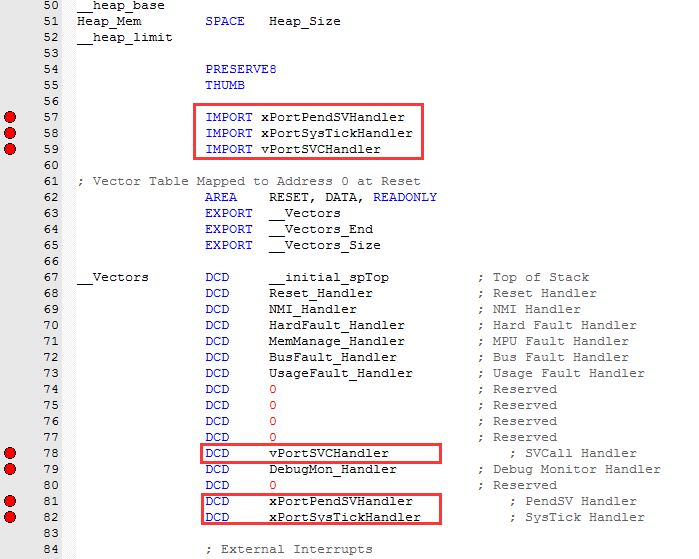 50 __heap_base
51 Heap_Mem SPACE Heap_Size
52 __heap_limit
53
54 PRESERVE8
55 THUMB
56
57 IMPORT xPortPendSVHandler
58 IMPORT xPortSysTickHandler
59 IMPORT vPortSVCHandler
60
61 ; Vector Table Mapped to Address 0 at Reset
62 AREA RESET, DATA, READONLY
63 EXPORT __Vectors
64 EXPORT __Vectors_End
65 EXPORT __Vectors_Size
66
67 __Vectors DCD __initial_spTop ; Top of Stack
68 DCD Reset_Handler ; Reset Handler
69 DCD NMI_Handler ; NMI Handler
70 DCD HardFault_Handler ; Hard Fault Handler
71 DCD MemManage_Handler ; MPU Fault Handler
72 DCD BusFault_Handler ; Bus Fault Handler
73 DCD UsageFault_Handler ; Usage Fault Handler
74 DCD 0 ; Reserved
75 DCD 0 ; Reserved
76 DCD 0 ; Reserved
77 DCD 0 ; Reserved
78 DCD vPortSVCHandler ; SVCall Handler
79 DCD DebugMon_Handler ; Debug Monitor Handler
80 DCD 0 ; Reserved
81 DCD xPortPendSVHandler ; PendSV Handler
82 DCD xPortSysTickHandler ; SysTick Handler
83
84 ; External Interrupts